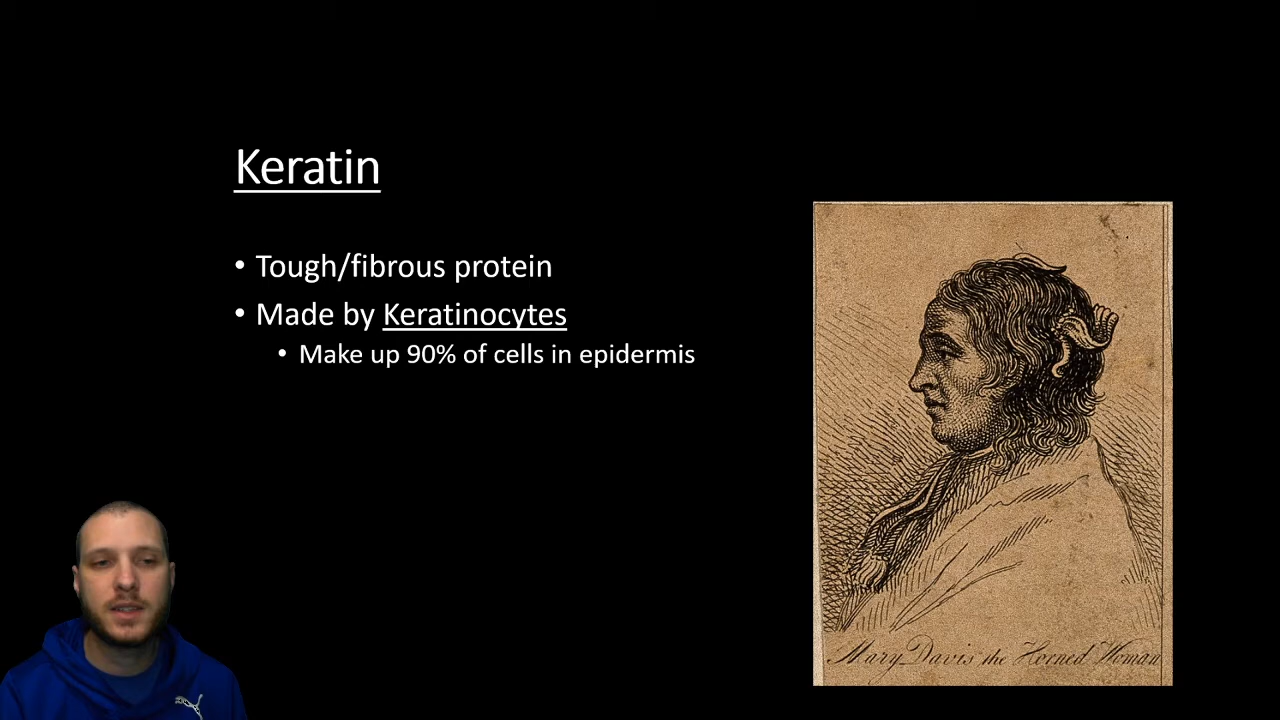 Keratin
• Tough/fibrous protein
• Made by Keratinocytes
• Make up 90% of cells in epidermis
Mary Davis the Horned Woman